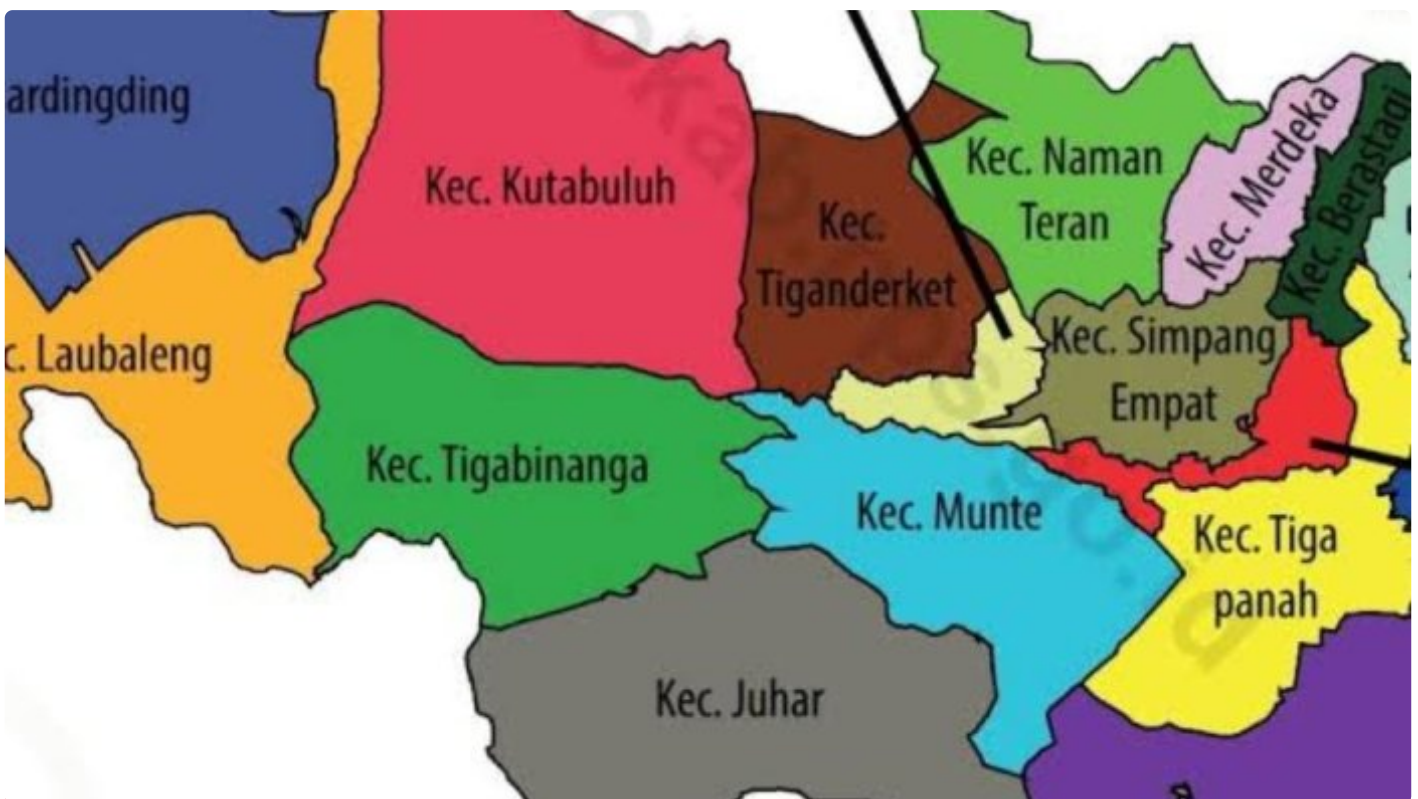 ardingding
Kec. Kutabuluh
Kec. Naman
Teran
Kec. Merdeka
Kec. Berastagi
Kec.
Tiganderket
c. Laubaleng
Kec. Simpang
Empat
Kec. Tigabinanga
Kec. Munte
Kec. Tiga
panah
Kec. Juhar